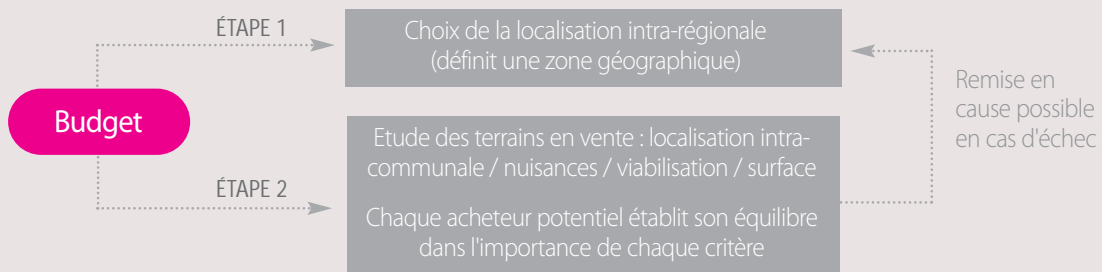 ÉTAPE 1
Choix de la localisation intra-régionale
(définit une zone géographique)
Budget
Remise en
cause possible
en cas d'échec
Etude des terrains en vente : localisation intra-
communale / nuisances / viabilisation / surface
ÉTAPE 2
Chaque acheteur potentiel établit son équilibre
dans l'importance de chaque critère